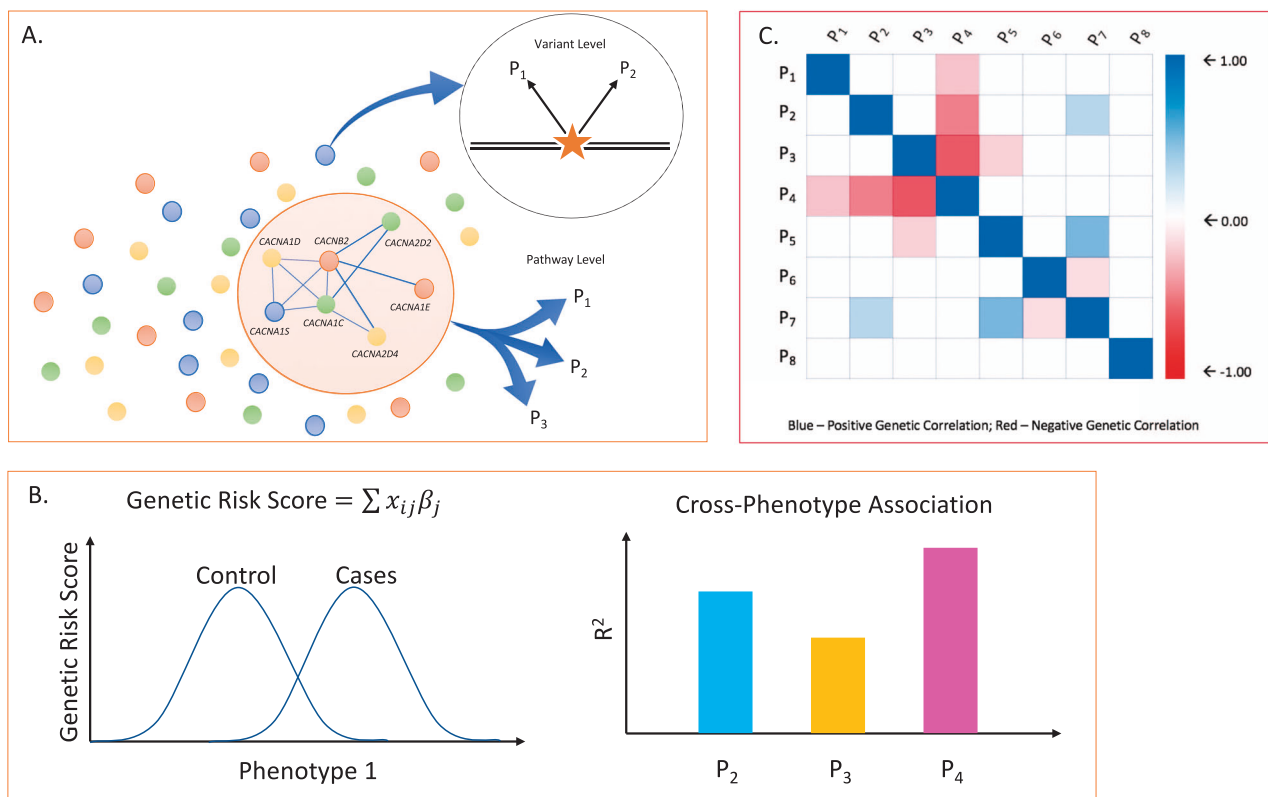 A.
Variant Level
P₁ P₂
CACNA1D CACNB2 CACNA2D2
CACNA1S CACNA1C CACNA1E
CACNA2D4
Pathway Level
P₁
P₂
P₃
C.
P₁ P₂ P₃ P₄ P₅ P₆ P₇ P₈
P₁
P₂
P₃
P₄
P₅
P₆
P₇
P₈
←1.00
←0.00
←-1.00
Blue – Positive Genetic Correlation; Red – Negative Genetic Correlation
B.
Genetic Risk Score = ∑ xᵢⱼβⱼ
Genetic Risk Score
Control Cases
Phenotype 1
Cross-Phenotype Association
R²
P₂ P₃ P₄